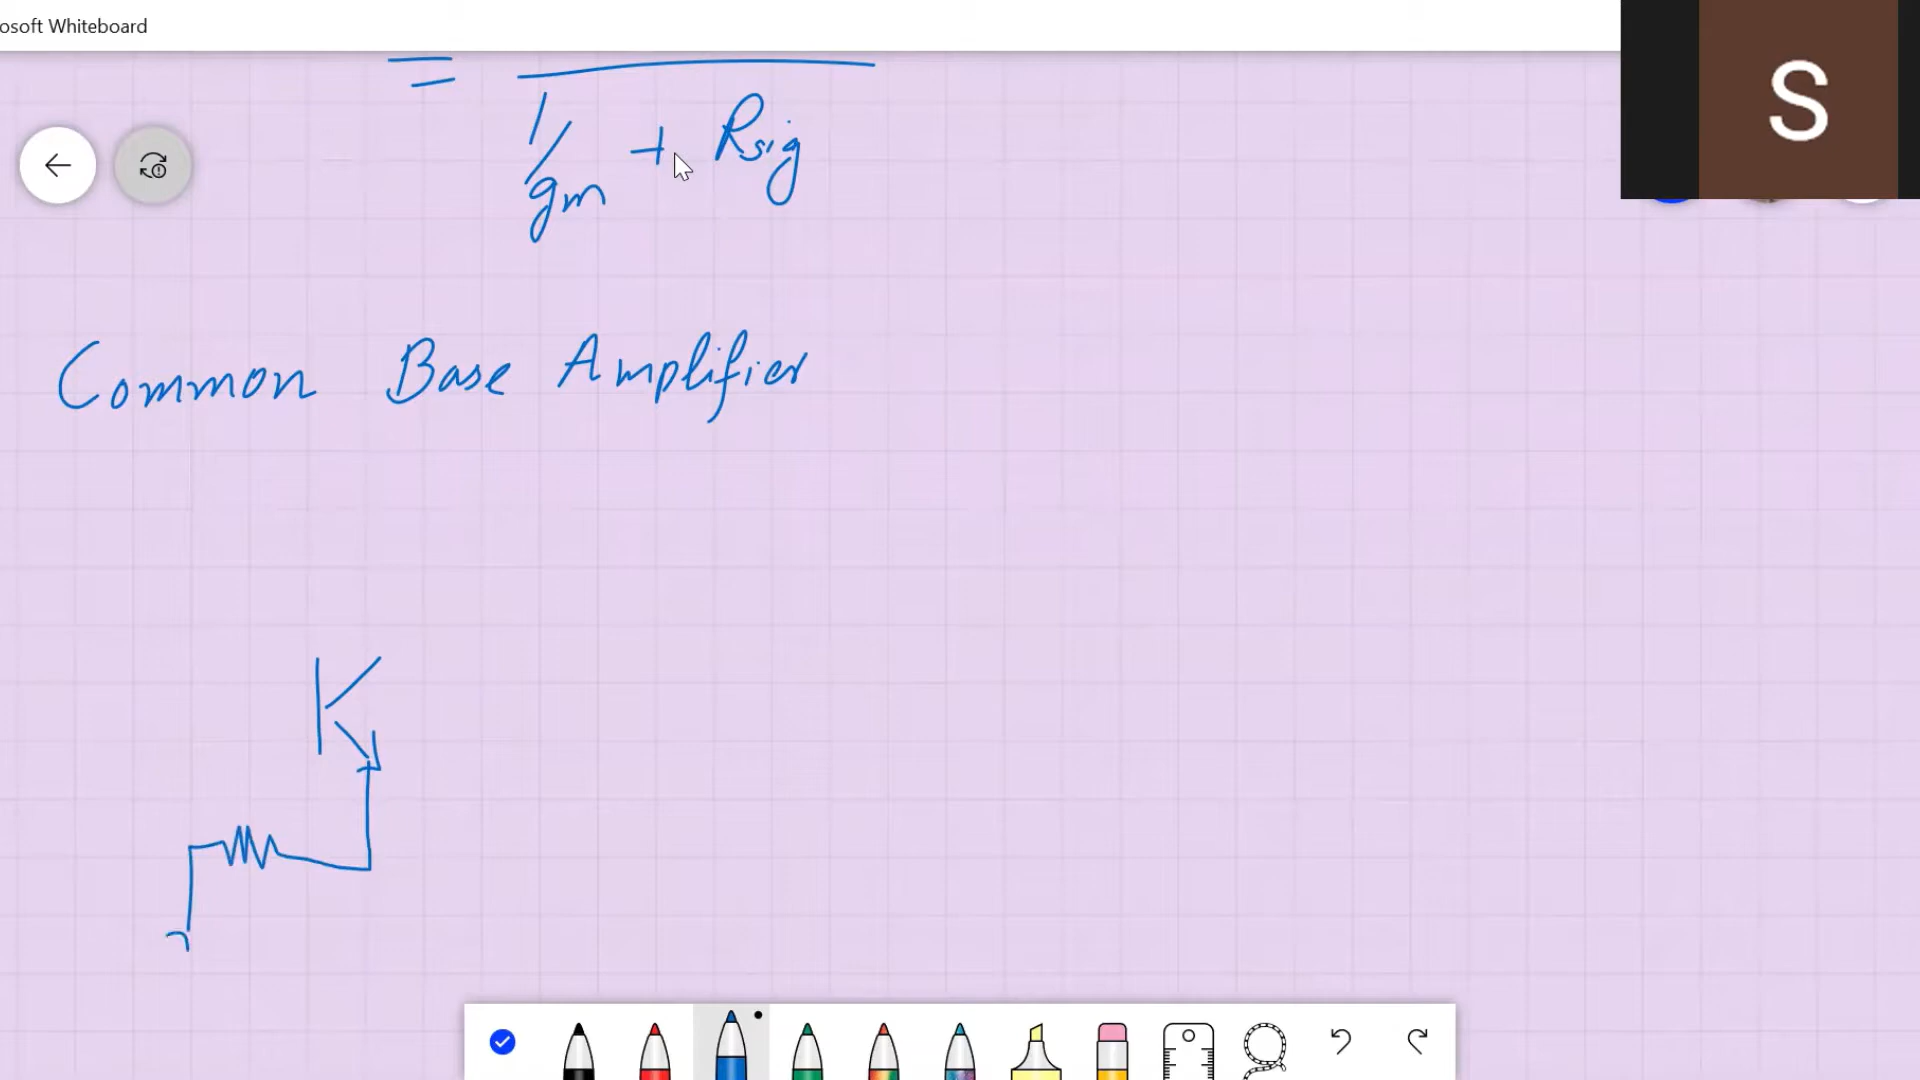 osoft Whiteboard
S
=
1/gm + Rsig
Common Base Amplifier